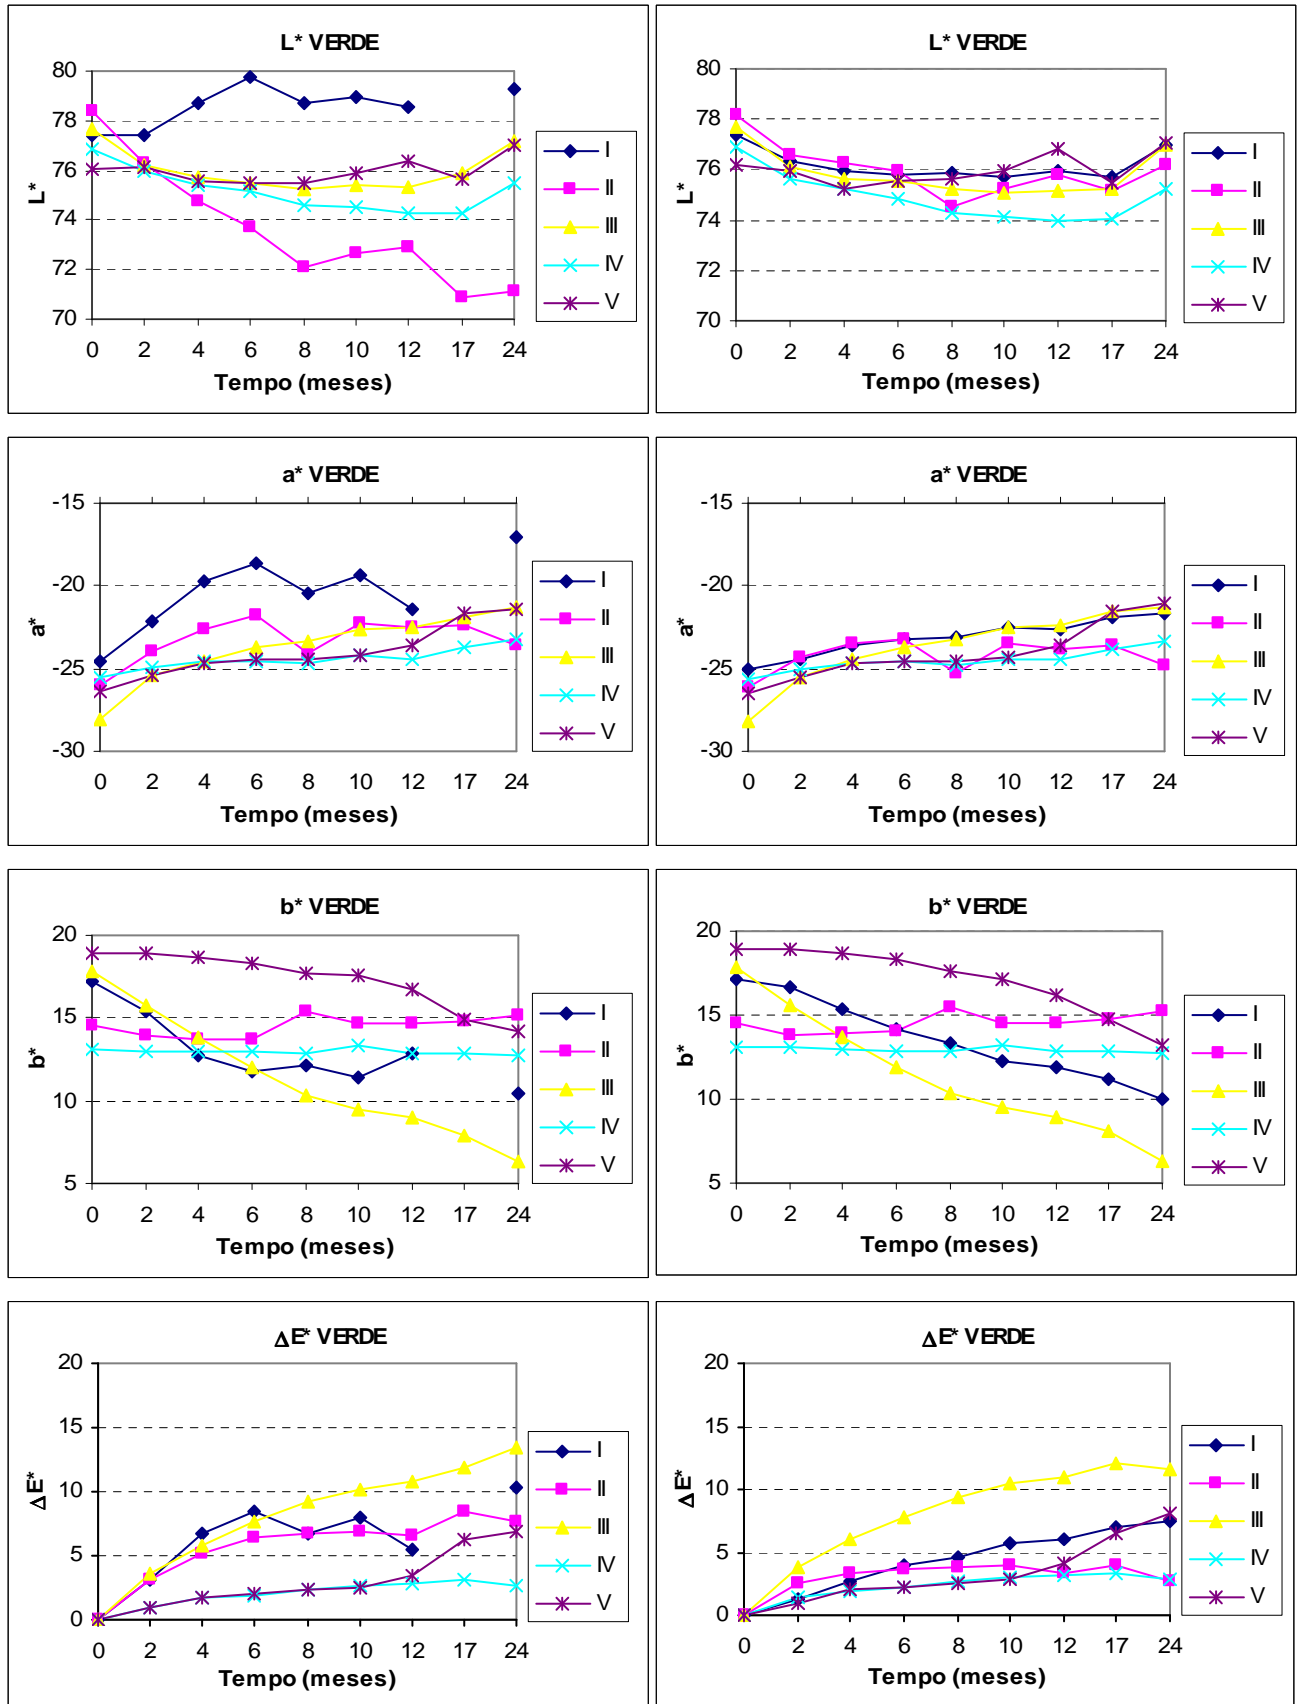 L* VERDE
80
78
76
74
72
70
L*
0 2 4 6 8 10 12 17 24
Tempo (meses)
I
II
III
IV
V
L* VERDE
80
78
76
74
72
70
L*
0 2 4 6 8 10 12 17 24
Tempo (meses)
I
II
III
IV
V
a* VERDE
-15
-20
-25
-30
a*
0 2 4 6 8 10 12 17 24
Tempo (meses)
I
II
III
IV
V
a* VERDE
-15
-20
-25
-30
a*
0 2 4 6 8 10 12 17 24
Tempo (meses)
I
II
III
IV
V
b* VERDE
20
15
10
5
b*
0 2 4 6 8 10 12 17 24
Tempo (meses)
I
II
III
IV
V
b* VERDE
20
15
10
5
b*
0 2 4 6 8 10 12 17 24
Tempo (meses)
I
II
III
IV
V
ΔE* VERDE
20
15
10
5
0
ΔE*
0 2 4 6 8 10 12 17 24
Tempo (meses)
I
II
III
IV
V
ΔE* VERDE
20
15
10
5
0
ΔE*
0 2 4 6 8 10 12 17 24
Tempo (meses)
I
II
III
IV
V